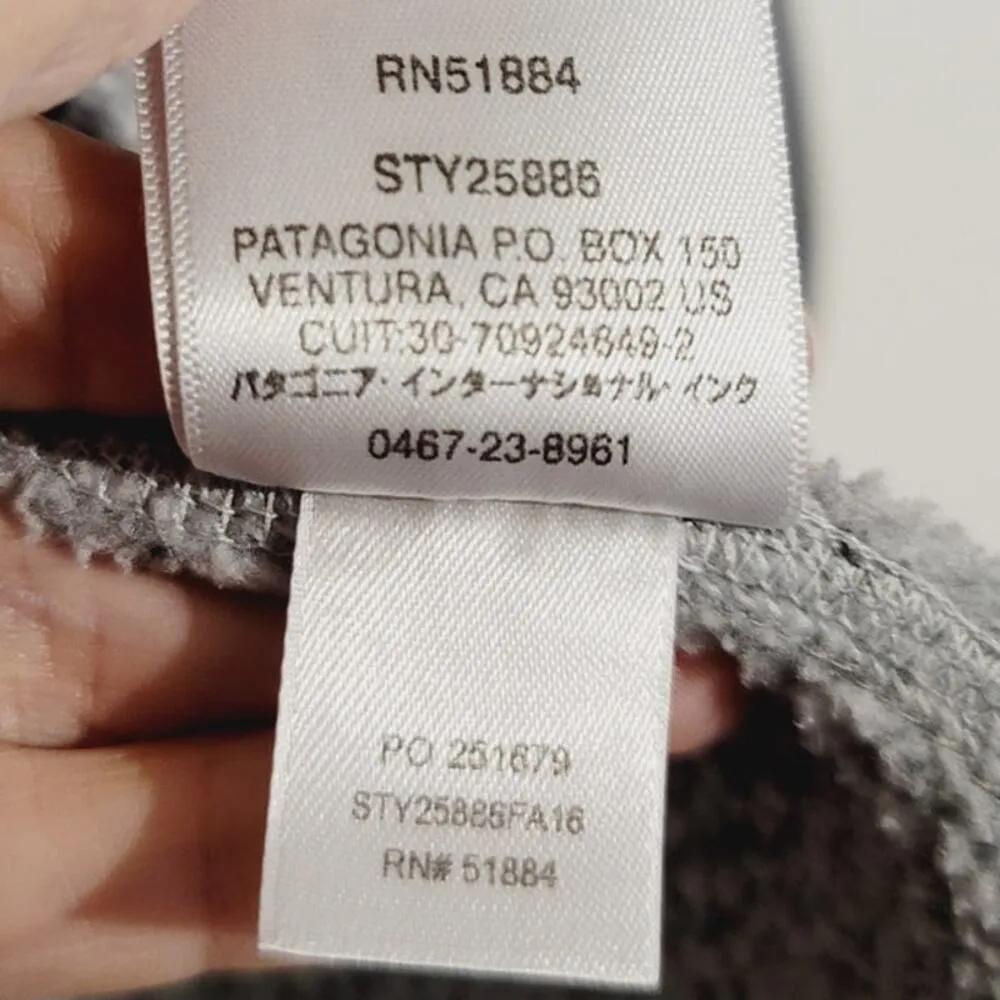 RN51884
STY25886
PATAGONIA P.O. BOX 150
VENTURA, CA 93002 US
CUIT:30-70924649-2
パタゴニア・インターナショナル・インク
0467-23-8961
PO 251679
STY25886FA16
RN# 51884